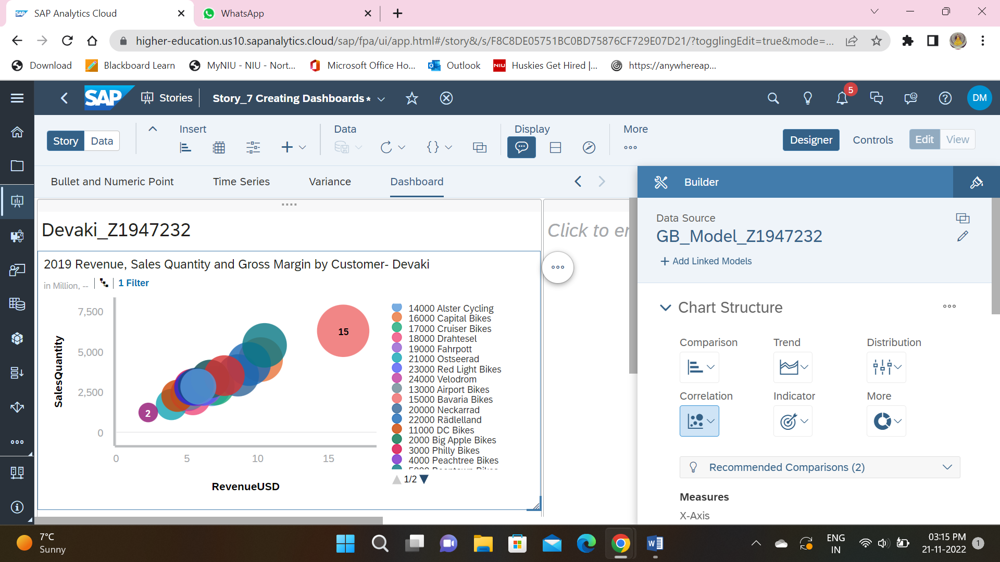 SAP Analytics Cloud
WhatsApp
higher-education.us10.sapanalytics.cloud/sap/fpa/ui/app.html#/story&/s/F8C8DE05751BC0BD75876CF729E07D21/?togglingEdit=true&mode=...
Download
Blackboard Learn
MyNIU - NIU - Nort...
Microsoft Office Ho...
Outlook
NIU
Huskies Get Hired |...
https://anywhereap...
SAP
Stories
Story_7 Creating Dashboards*
5
DM
Story
Data
Insert
Data
Display
More
Designer
Controls
Edit
View
Bullet and Numeric Point
Time Series
Variance
Dashboard
Builder
Devaki_Z1947232
Click to er
Data Source
GB_Model_Z1947232
+ Add Linked Models
2019 Revenue, Sales Quantity and Gross Margin by Customer- Devaki
in Million, --
1 Filter
SalesQuantity
7,500
5,000
2,500
0
15
2
0
5
10
15
RevenueUSD
14000 Alster Cycling
16000 Capital Bikes
17000 Cruiser Bikes
18000 Drahtesel
19000 Fahrpott
21000 Ostseerad
23000 Red Light Bikes
24000 Velodrom
13000 Airport Bikes
15000 Bavaria Bikes
20000 Neckarrad
22000 Rädlelland
11000 DC Bikes
2000 Big Apple Bikes
3000 Philly Bikes
4000 Peachtree Bikes
1/2
Chart Structure
Comparison
Trend
Distribution
Correlation
Indicator
More
Recommended Comparisons (2)
Measures
X-Axis
7°C
Sunny
ENG
IN
03:15 PM
21-11-2022
1